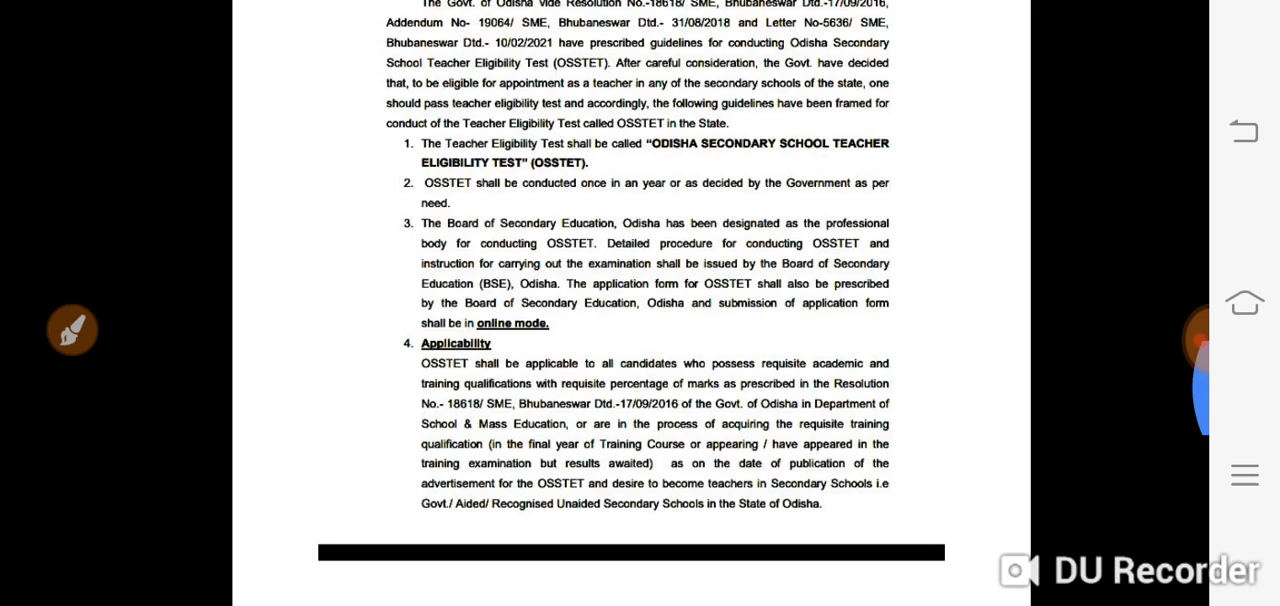 The Govt. of Odisha vide Resolution No.-18618/ SME, Bhubaneswar Dtd.-17/09/2016,
Addendum No- 19064/ SME, Bhubaneswar Dtd.- 31/08/2018 and Letter No-5636/ SME,
Bhubaneswar Dtd.- 10/02/2021 have prescribed guidelines for conducting Odisha Secondary
School Teacher Eligibility Test (OSSTET). After careful consideration, the Govt. have decided
that, to be eligible for appointment as a teacher in any of the secondary schools of the state, one
should pass teacher eligibility test and accordingly, the following guidelines have been framed for
conduct of the Teacher Eligibility Test called OSSTET in the State.
1. The Teacher Eligibility Test shall be called “ODISHA SECONDARY SCHOOL TEACHER
ELIGIBILITY TEST” (OSSTET).
2. OSSTET shall be conducted once in an year or as decided by the Government as per
need.
3. The Board of Secondary Education, Odisha has been designated as the professional
body for conducting OSSTET. Detailed procedure for conducting OSSTET and
instruction for carrying out the examination shall be issued by the Board of Secondary
Education (BSE), Odisha. The application form for OSSTET shall also be prescribed
by the Board of Secondary Education, Odisha and submission of application form
shall be in online mode.
4. Applicability
OSSTET shall be applicable to all candidates who possess requisite academic and
training qualifications with requisite percentage of marks as prescribed in the Resolution
No.- 18618/ SME, Bhubaneswar Dtd.-17/09/2016 of the Govt. of Odisha in Department of
School & Mass Education, or are in the process of acquiring the requisite training
qualification (in the final year of Training Course or appearing / have appeared in the
training examination but results awaited) as on the date of publication of the
advertisement for the OSSTET and desire to become teachers in Secondary Schools i.e
Govt./ Aided/ Recognised Unaided Secondary Schools in the State of Odisha.
DU Recorder